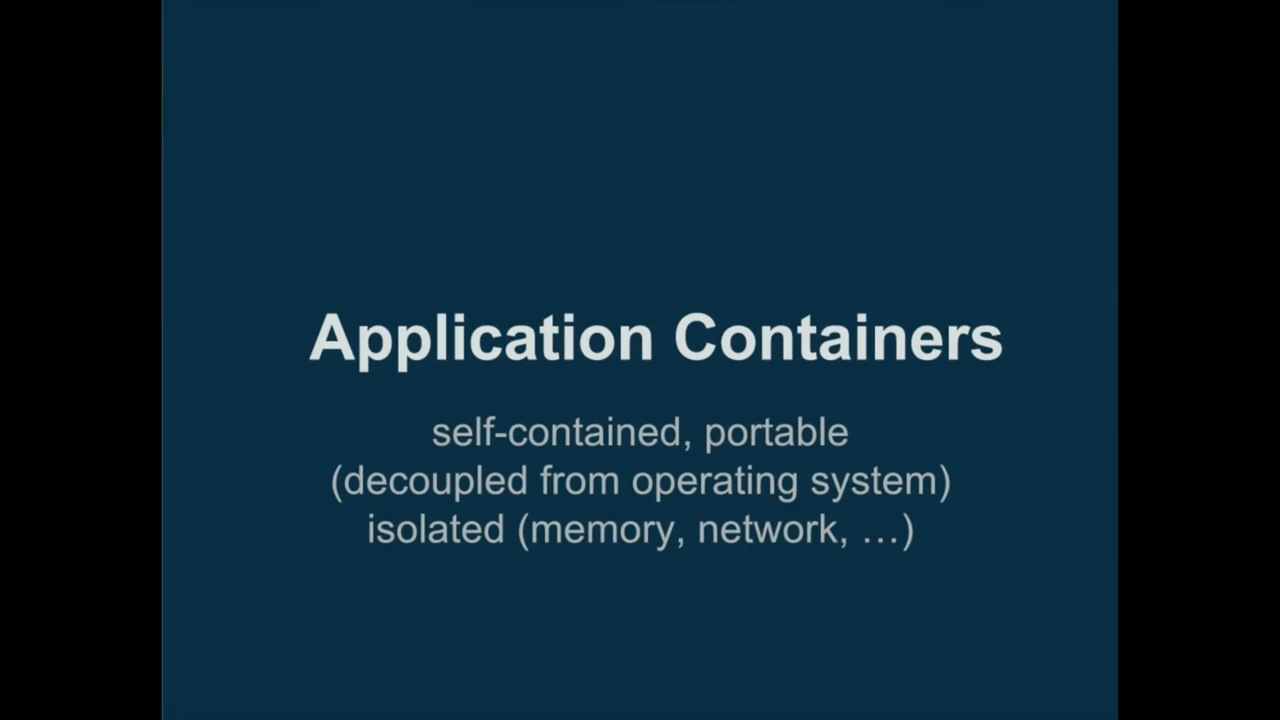 Application Containers
self-contained, portable
(decoupled from operating system)
isolated (memory, network, …)